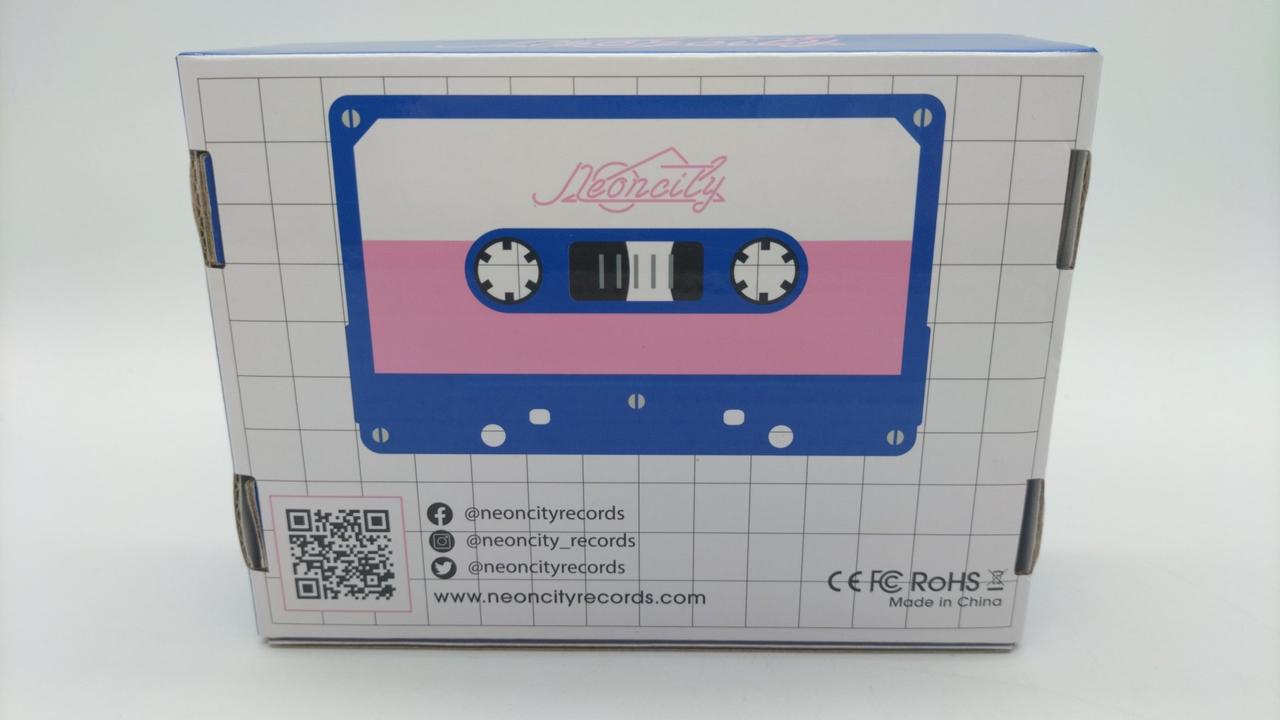 Neoncity
@neoncityrecords
@neoncity_records
@neoncityrecords
www.neoncityrecords.com
CE FC RoHS
Made in China